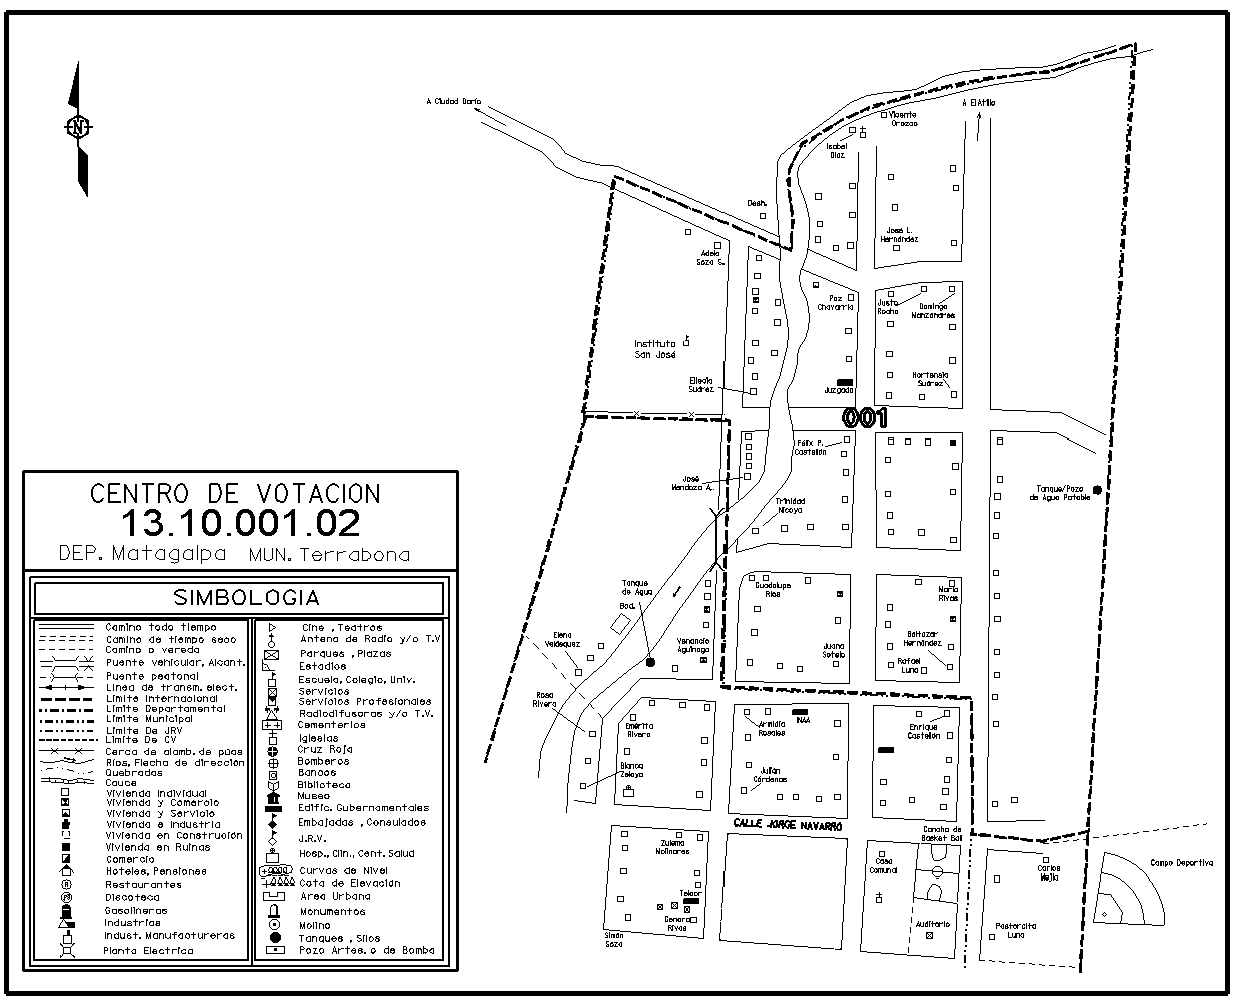 N
A Ciudad Darío
A El Atillo
Vicente
Orozco
Isabel
Díaz
Desh.
José L.
Hernández
Adela
Soza S.
Paz
Chavarría
Justo
Rocha
Domingo
Manzanares
Instituto
San José
Eliecia
Suárez
Hortensia
Suárez
Juzgado
001
Félix P.
Castellón
José
Mendoza A.
Trinidad
Nicoya
Tanque/Pozo
de Agua Potable
CENTRO DE VOTACION
13.10.001.02
DEP. Matagalpa MUN. Terrabona
Tanque
de Agua
Bod.
Guadalupe
Ríos
María
Rivas
Elena
Velásquez
Venancio
Aguinaga
Juana
Sotelo
Baltazar
Hernández
Rafael
Luna
Rosa
Rivera
Emérita
Rivera
Armida
Rosales
INAA
Enrique
Castellón
Blanca
Zelaya
Julián
Cárdenas
CALLE JORGE NAVARRO
Cancha de
Basket Ball
Zulema
Molinares
Casa
Comunal
Carlos
Mejía
Campo Deportivo
Telcor
Genaro
Rivas
Simón
Soza
Auditorio
Pastorcita
Luna
SIMBOLOGIA
Camino todo tiempo
Camino de tiempo seco
Camino o vereda
Puente vehicular, Alcant.
Puente peatonal
Línea de transm. elect.
Límite Internacional
Límite Departamental
Límite Municipal
Límite De JRV
Límite De CV
Cerca de alamb. de púas
Ríos, Flecha de dirección
Quebradas
Cauce
Vivienda Individual
Vivienda y Comercio
Vivienda y Servicio
Vivienda e Industria
Vivienda en Construción
Vivienda en Ruinas
Comercio
Hoteles, Pensiones
Restaurantes
Discoteca
Gasolineras
Industrias
Indust. Manufactureras
Planta Electrica
Cine , Teatros
Antena de Radio y/o T.V
Parques , Plazas
Estadios
Escuela, Colegio, Univ.
Servicios
Servicios Profesionales
Radiodifusoras y/o T.V.
Cementerios
Iglesias
Cruz Roja
Bomberos
Bancos
Biblioteca
Museo
Edific. Gubernamentales
Embajadas , Consulados
J.R.V.
Hosp., Clin., Cent. Salud
Curvas de Nivel
Cota de Elevación
Area Urbana
Monumentos
Molino
Tanques , Silos
Pozo Artes. o de Bomba